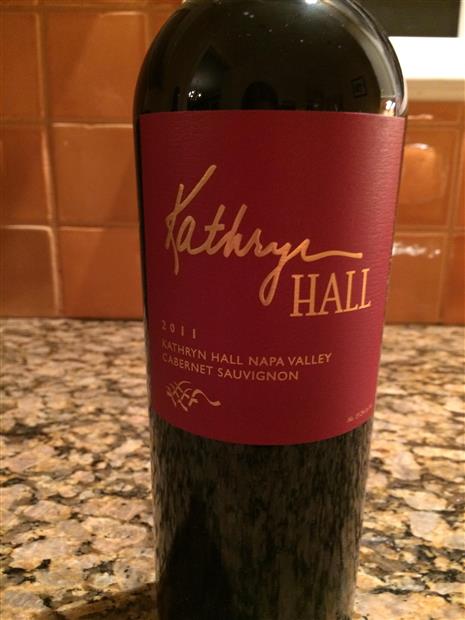 Kathryn
HALL
2011
KATHRYN HALL NAPA VALLEY
CABERNET SAUVIGNON